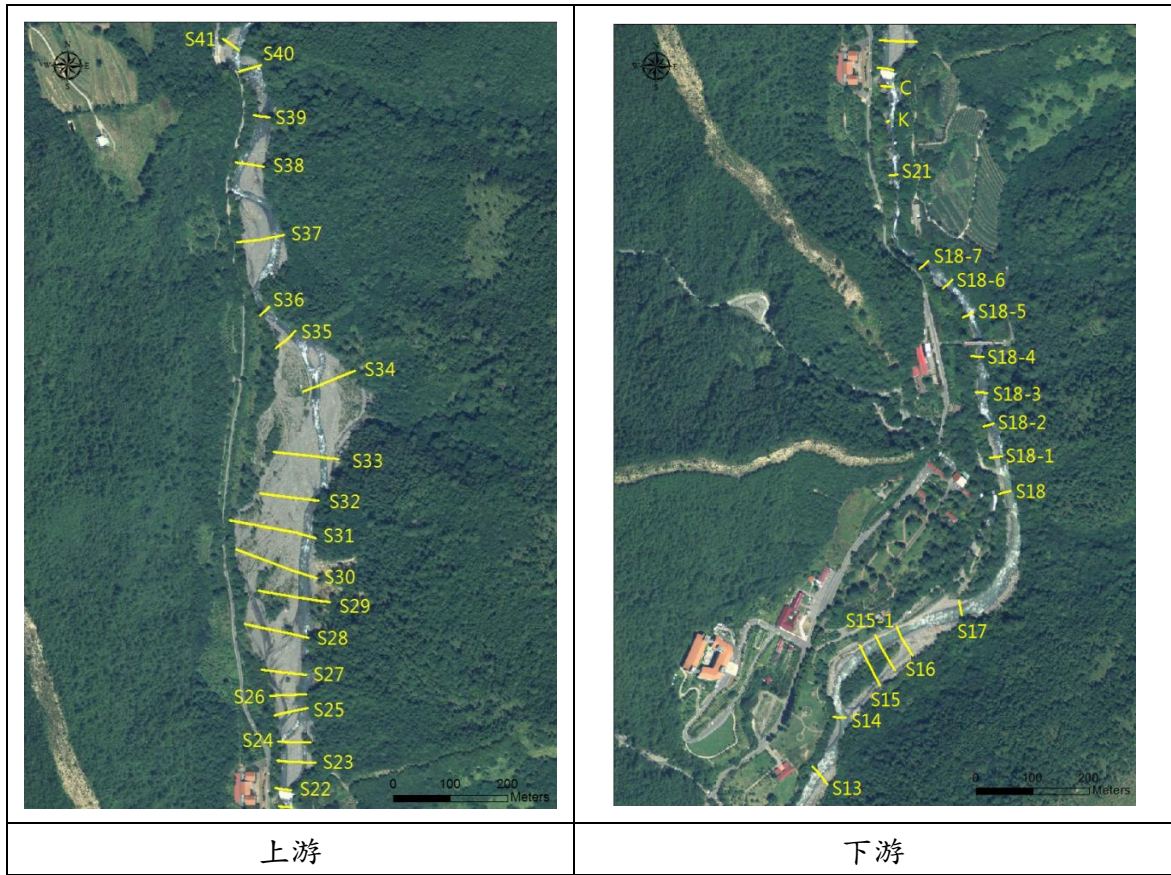 S41
S40
S39
S38
S37
S36
S35
S34
S33
S32
S31
S30
S29
S28
S27
S26
S25
S24
S23
S22
0 100 200
Meters
上游
C
K
S21
S18-7
S18-6
S18-5
S18-4
S18-3
S18-2
S18-1
S18
S17
S15-1
S16
S15
S14
S13
0 100 200
Meters
下游